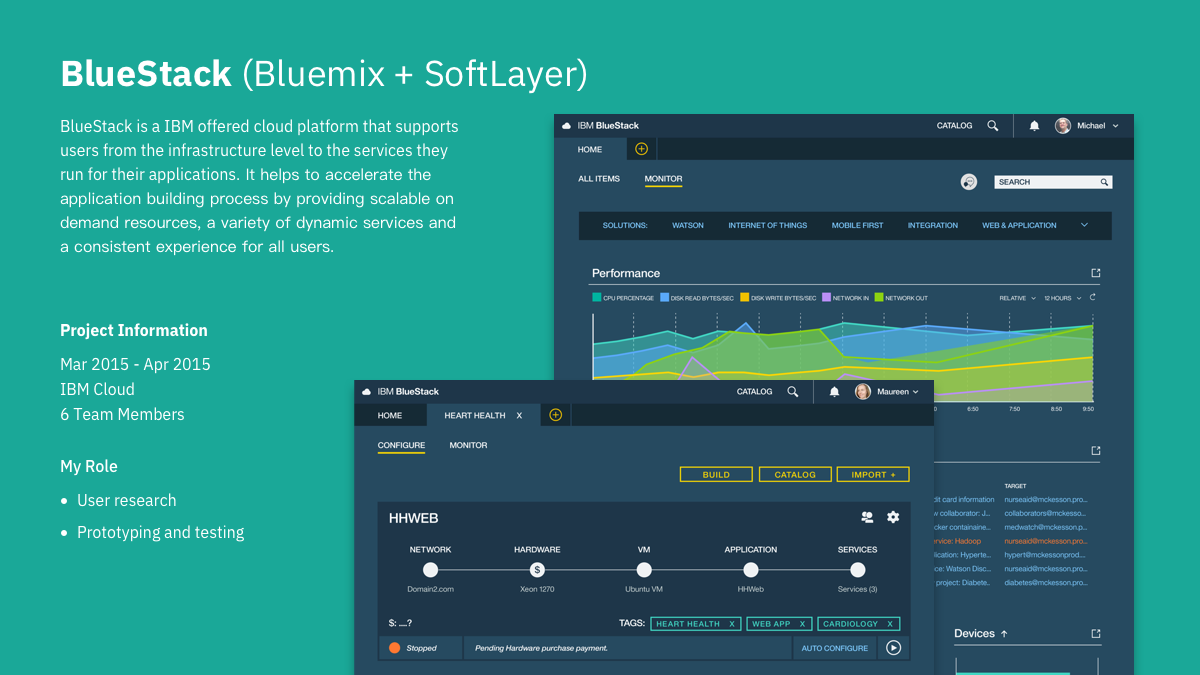 BlueStack (Bluemix + SoftLayer)
BlueStack is a IBM offered cloud platform that supports
users from the infrastructure level to the services they
run for their applications. It helps to accelerate the
application building process by providing scalable on
demand resources, a variety of dynamic services and
a consistent experience for all users.
Project Information
Mar 2015 - Apr 2015
IBM Cloud
6 Team Members
My Role
• User research
• Prototyping and testing
IBM BlueStack
CATALOG
Michael
HOME
ALL ITEMS MONITOR
SEARCH
SOLUTIONS: WATSON INTERNET OF THINGS MOBILE FIRST INTEGRATION WEB & APPLICATION
Performance
CPU PERCENTAGE DISK READ BYTES/SEC DISK WRITE BYTES/SEC NETWORK IN NETWORK OUT RELATIVE 12 HOURS
0 6:50 7:50 8:50 9:50
TARGET
dit card information nurseaid@mckesson.pro...
w collaborator: J... collaborators@mckesso...
cker containaine... medwatch@mckesson.p...
ervice: Hadoop nurseaid@mckesson.pro...
lication: Hyperte... hypert@mckessonprod...
ce: Watson Disc... nurseaid@mckesson.pro...
project: Diabete.. diabetes@mckesson.pro...
Devices ↑
IBM BlueStack
CATALOG
Maureen
HOME HEART HEALTH X
CONFIGURE MONITOR
BUILD CATALOG IMPORT +
HHWEB
NETWORK HARDWARE VM APPLICATION SERVICES
$
Domain2.com Xeon 1270 Ubuntu VM HHWeb Services (3)
$: ....?
TAGS: HEART HEALTH X WEB APP X CARDIOLOGY X
Stopped Pending Hardware purchase payment. AUTO CONFIGURE